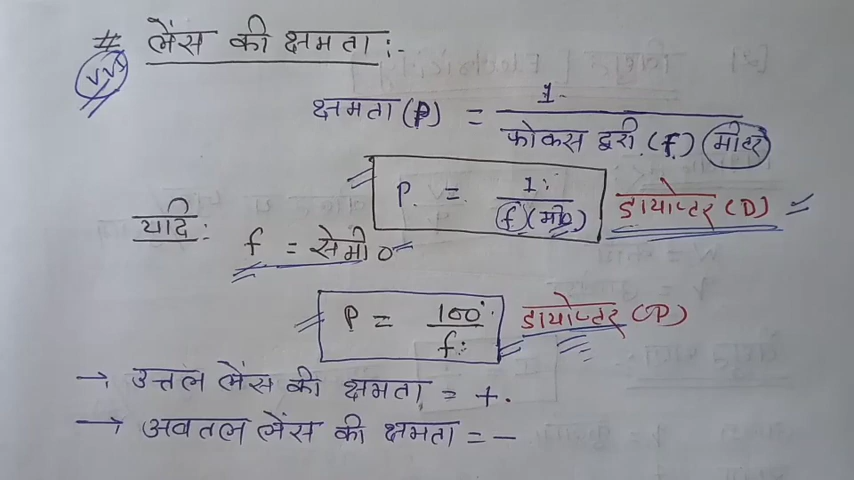 # लेंस की क्षमता :-
VVI
क्षमता (P) = 1 / फोकस दूरी (f) मीटर
P = 1 / (f) (मी०) डायोप्टर (D)
यदि :
f = सेमी०
P = 100 / f डायोप्टर (P)
→ उत्तल लेंस की क्षमता = +.
→ अवतल लेंस की क्षमता = -